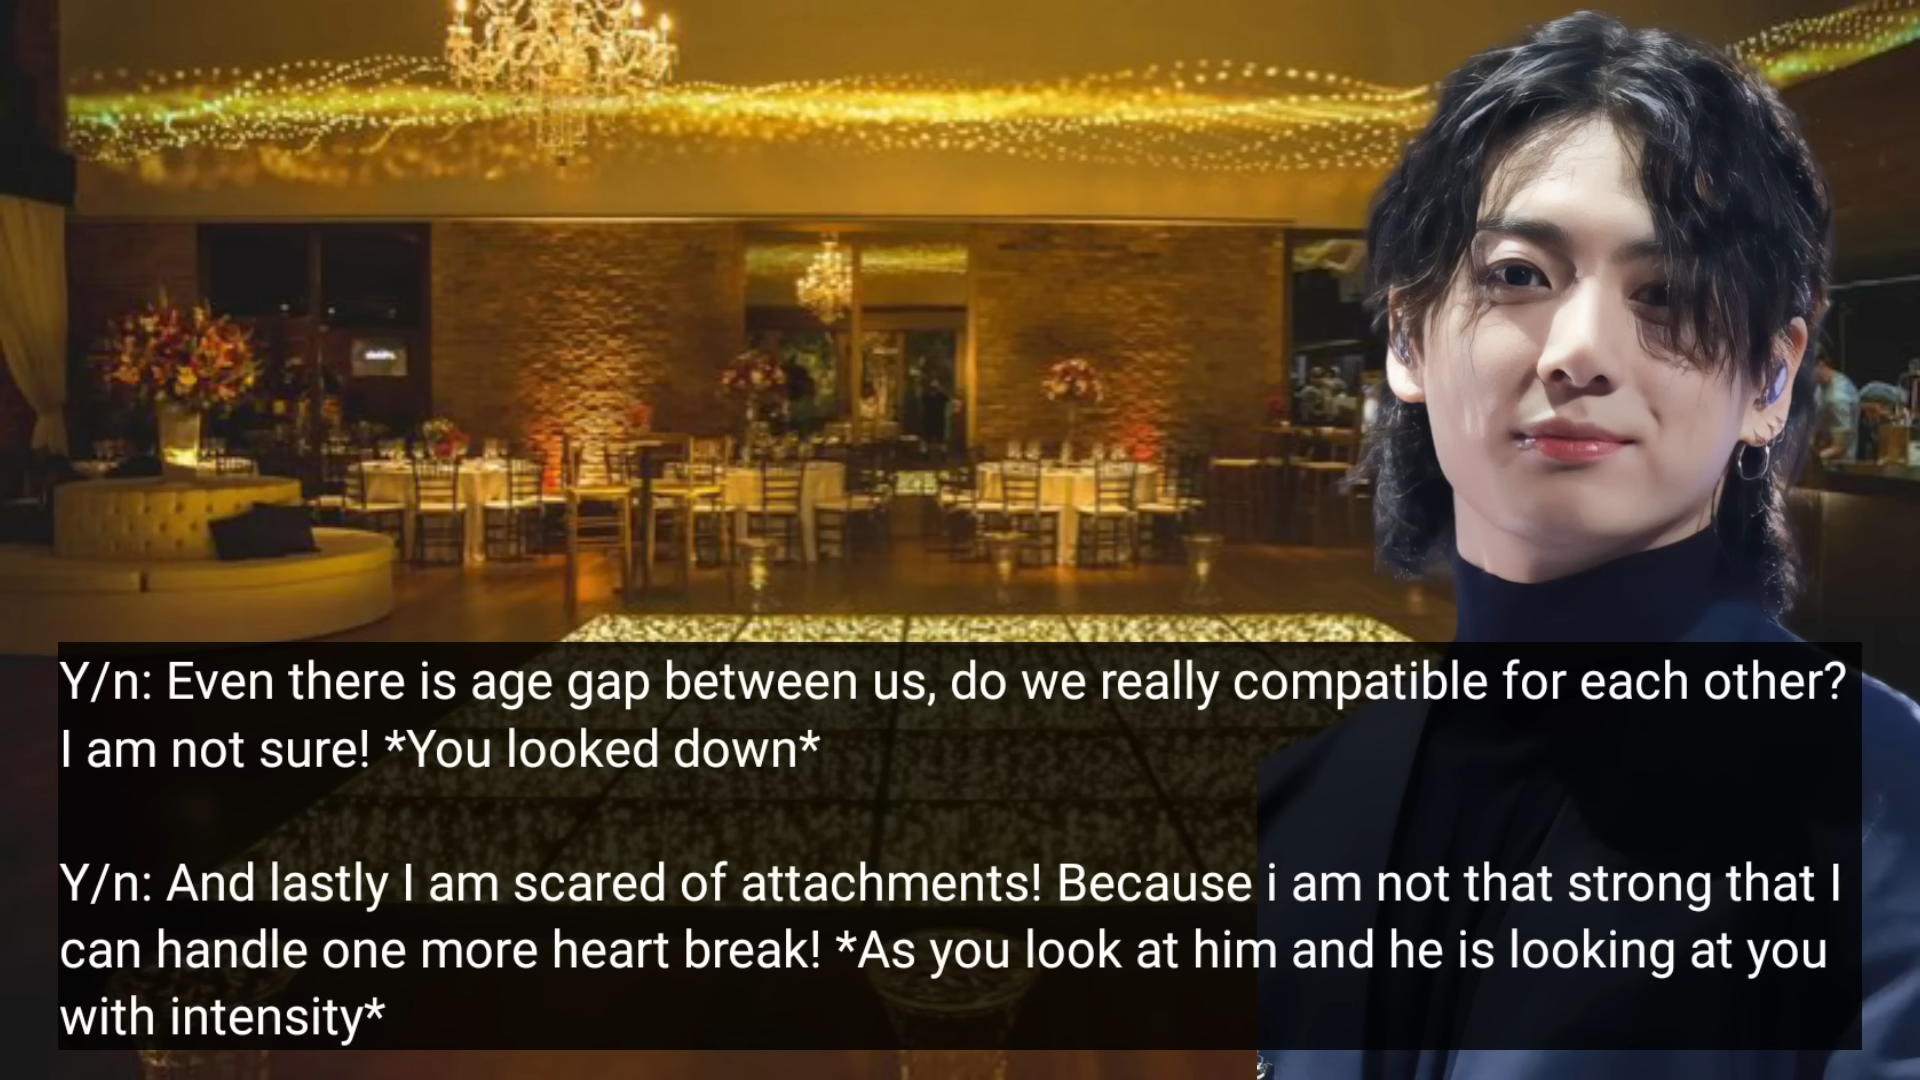 Y/n: Even there is age gap between us, do we really compatible for each other?
I am not sure! *You looked down*
Y/n: And lastly I am scared of attachments! Because i am not that strong that I
can handle one more heart break! *As you look at him and he is looking at you
with intensity*